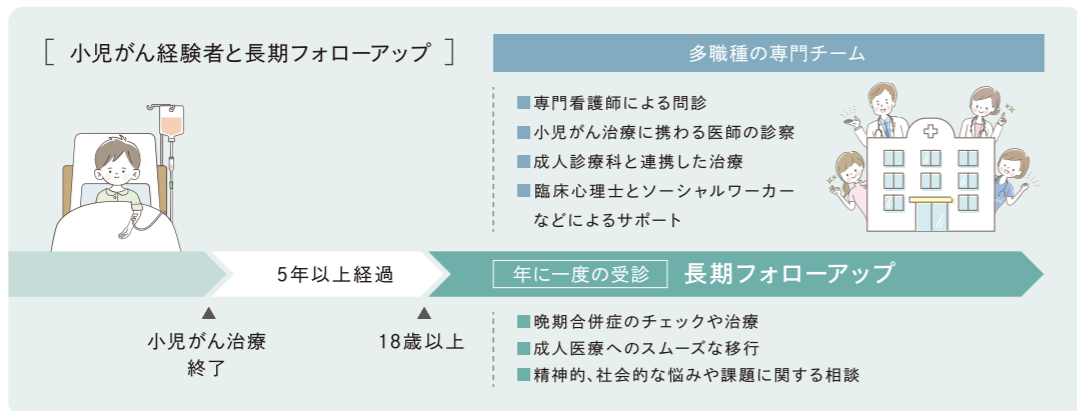 [ 小児がん経験者と長期フォローアップ ]
多職種の専門チーム
■専門看護師による問診
■小児がん治療に携わる医師の診察
■成人診療科と連携した治療
■臨床心理士とソーシャルワーカー
などによるサポート
5年以上経過
年に一度の受診 長期フォローアップ
▲
小児がん治療
終了
▲
18歳以上
■晩期合併症のチェックや治療
■成人医療へのスムーズな移行
■精神的、社会的な悩みや課題に関する相談